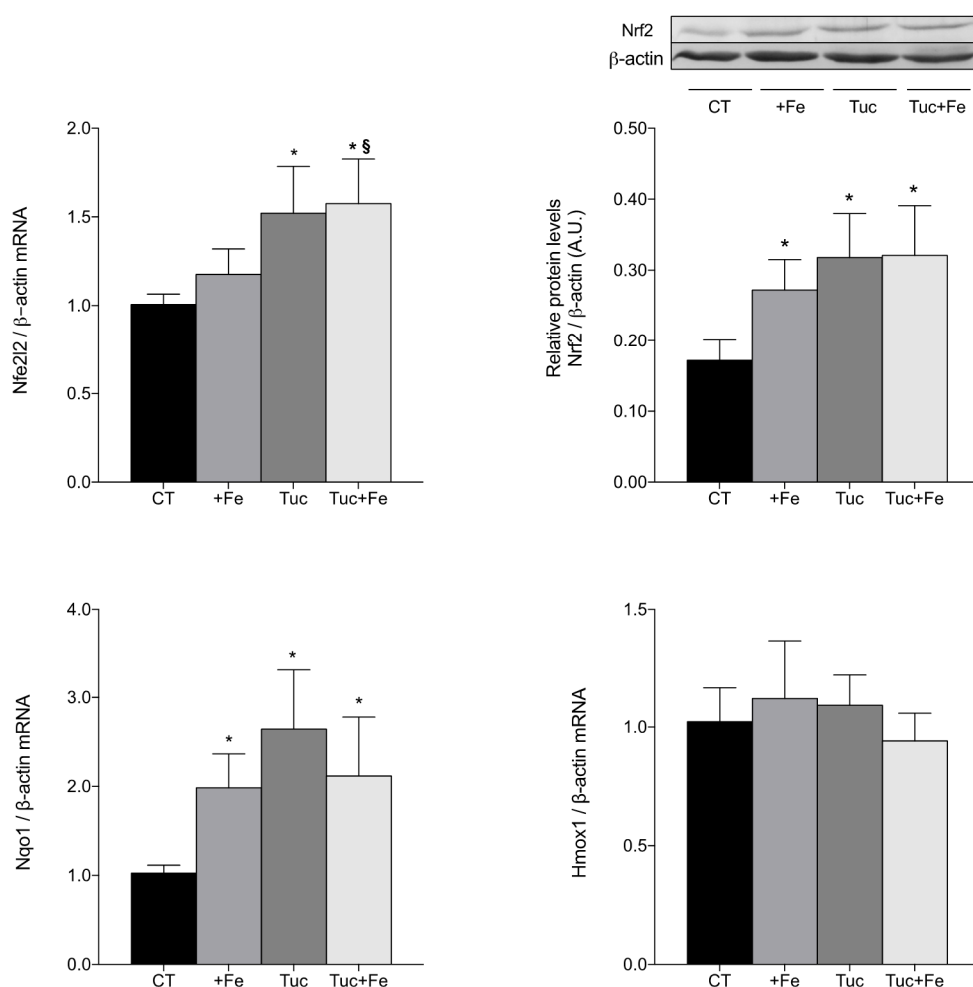 Nrf2
β-actin
CT +Fe Tuc Tuc+Fe
Nfe2l2 / β−actin mRNA
2.0
1.5
1.0
0.5
0.0
*
* §
CT +Fe Tuc Tuc+Fe
Relative protein levels
Nrf2 / β-actin (A.U.)
0.50
0.40
0.30
0.20
0.10
0.00
*
*
*
CT +Fe Tuc Tuc+Fe
Nqo1 / β-actin mRNA
4.0
3.0
2.0
1.0
0.0
*
*
*
CT +Fe Tuc Tuc+Fe
Hmox1 / β-actin mRNA
1.5
1.0
0.5
0.0
CT +Fe Tuc Tuc+Fe